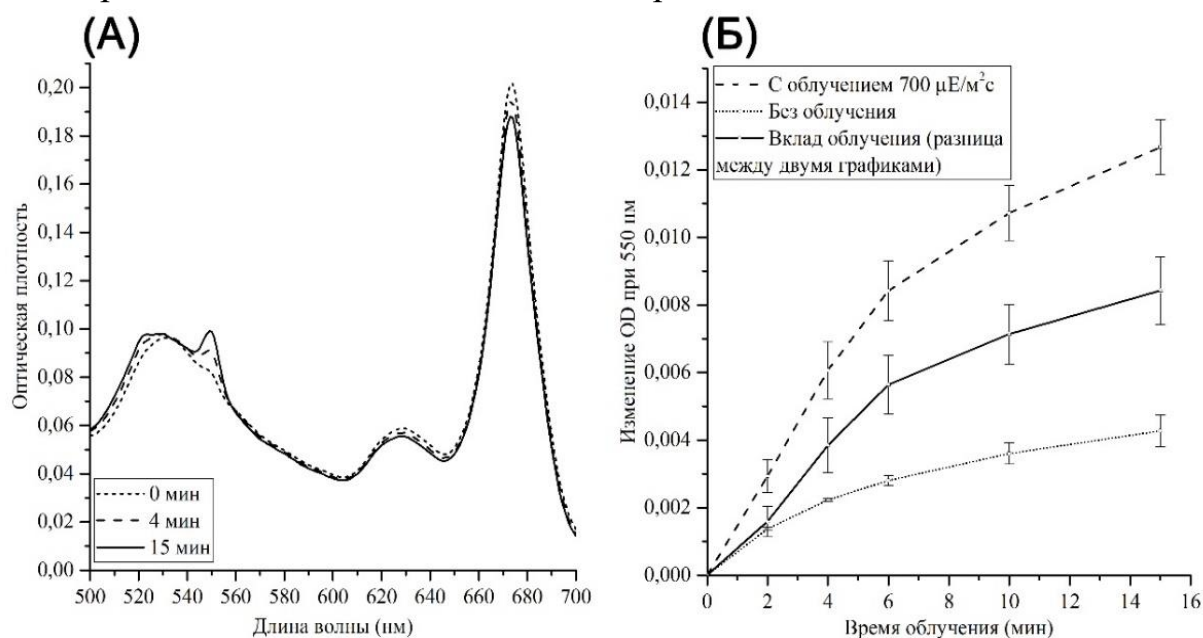 (А)
(Б)
0,20
0,18
0,16
0,14
0,12
0,10
0,08
0,06
0,04
0,02
0,00
Оптическая плотность
0 мин
4 мин
15 мин
500 520 540 560 580 600 620 640 660 680 700
Длина волны (нм)
С облучением 700 µE/м²с
Без облучения
Вклад облучения (разница
между двумя графиками)
0,014
0,012
0,010
0,008
0,006
0,004
0,002
0,000
Изменение OD при 550 нм
0 2 4 6 8 10 12 14 16
Время облучения (мин)